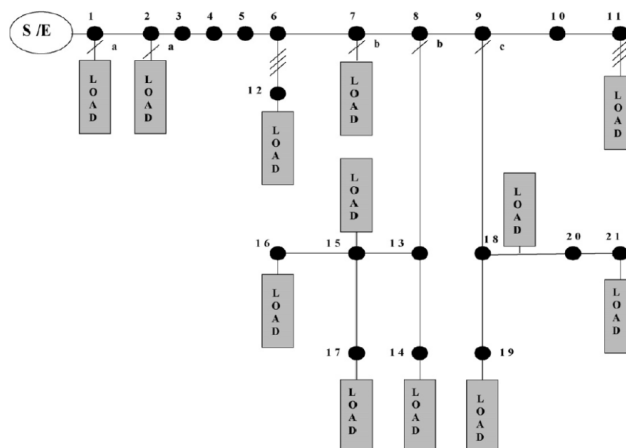 1 2 3 4 5 6 7 8 9 10 11
S/E
a a b b c
LOAD LOAD LOAD LOAD
12
LOAD
LOAD LOAD
16 15 13 18 20 21
LOAD LOAD
17 14 19
LOAD LOAD LOAD